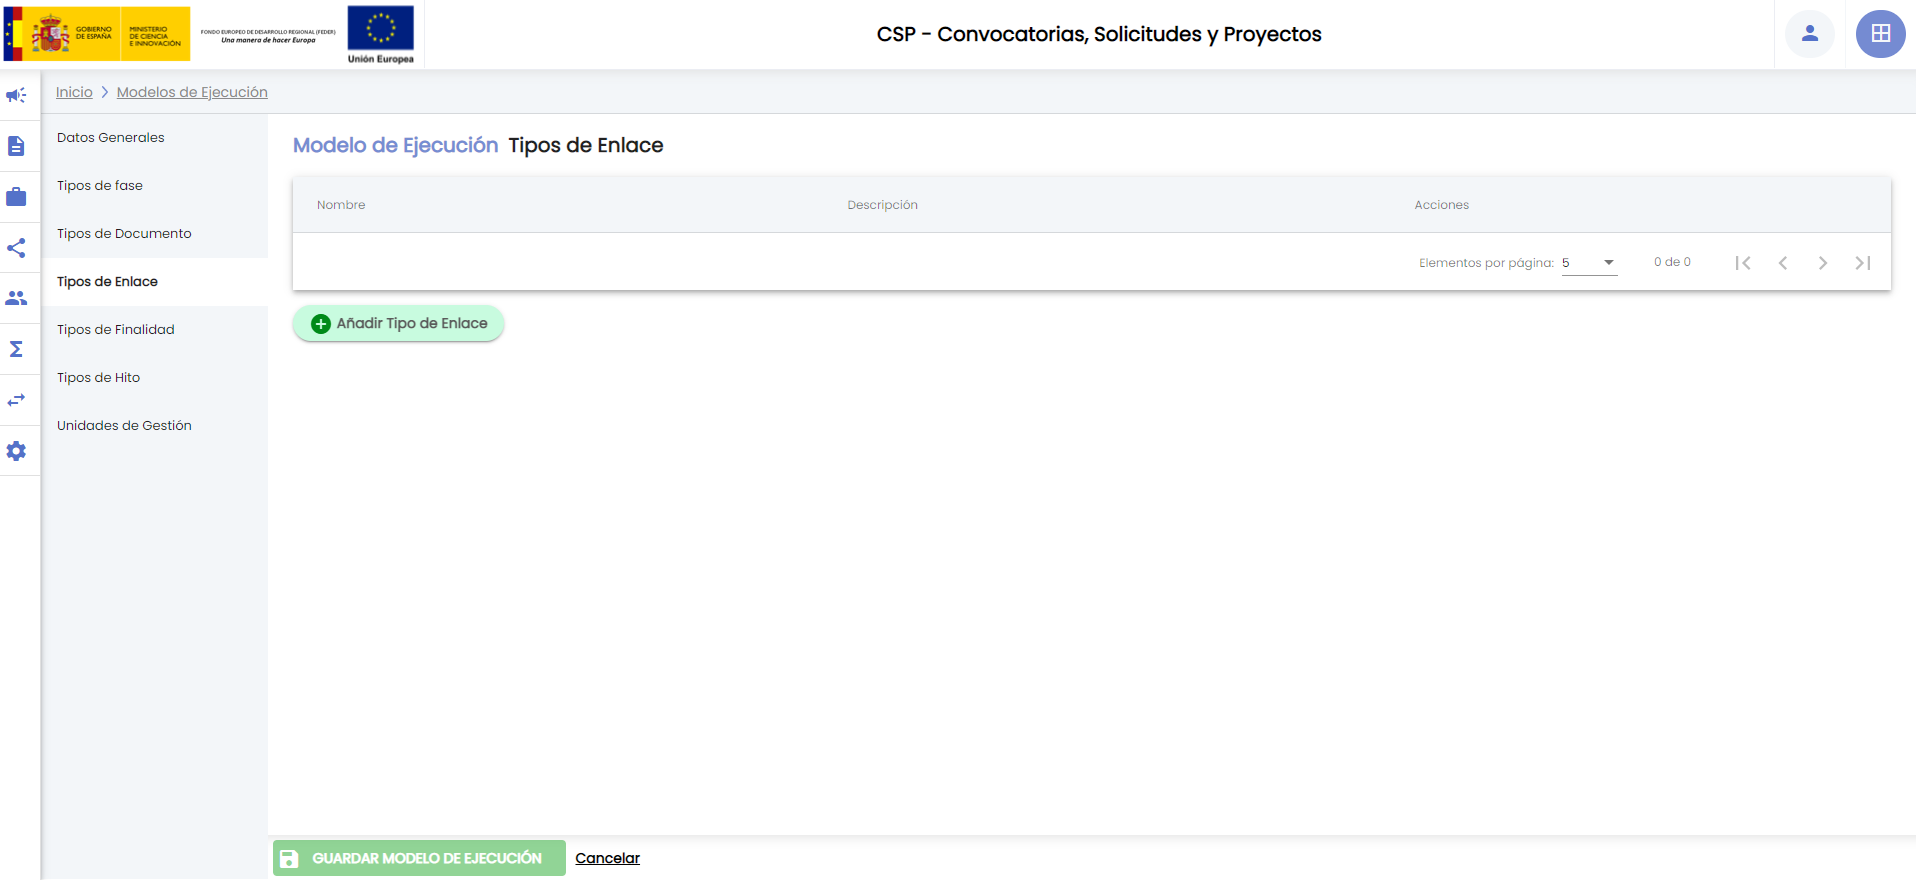 GOBIERNO
DE ESPAÑA
MINISTERIO
DE CIENCIA
E INNOVACIÓN
FONDO EUROPEO DE DESARROLLO REGIONAL (FEDER)
Una manera de hacer Europa
Unión Europea
CSP - Convocatorias, Solicitudes y Proyectos
Inicio
Modelos de Ejecución
Datos Generales
Tipos de fase
Tipos de Documento
Tipos de Enlace
Tipos de Finalidad
Tipos de Hito
Unidades de Gestión
Modelo de Ejecución Tipos de Enlace
Nombre Descripción Acciones
Elementos por página: 5 0 de 0
Añadir Tipo de Enlace
GUARDAR MODELO DE EJECUCIÓN Cancelar